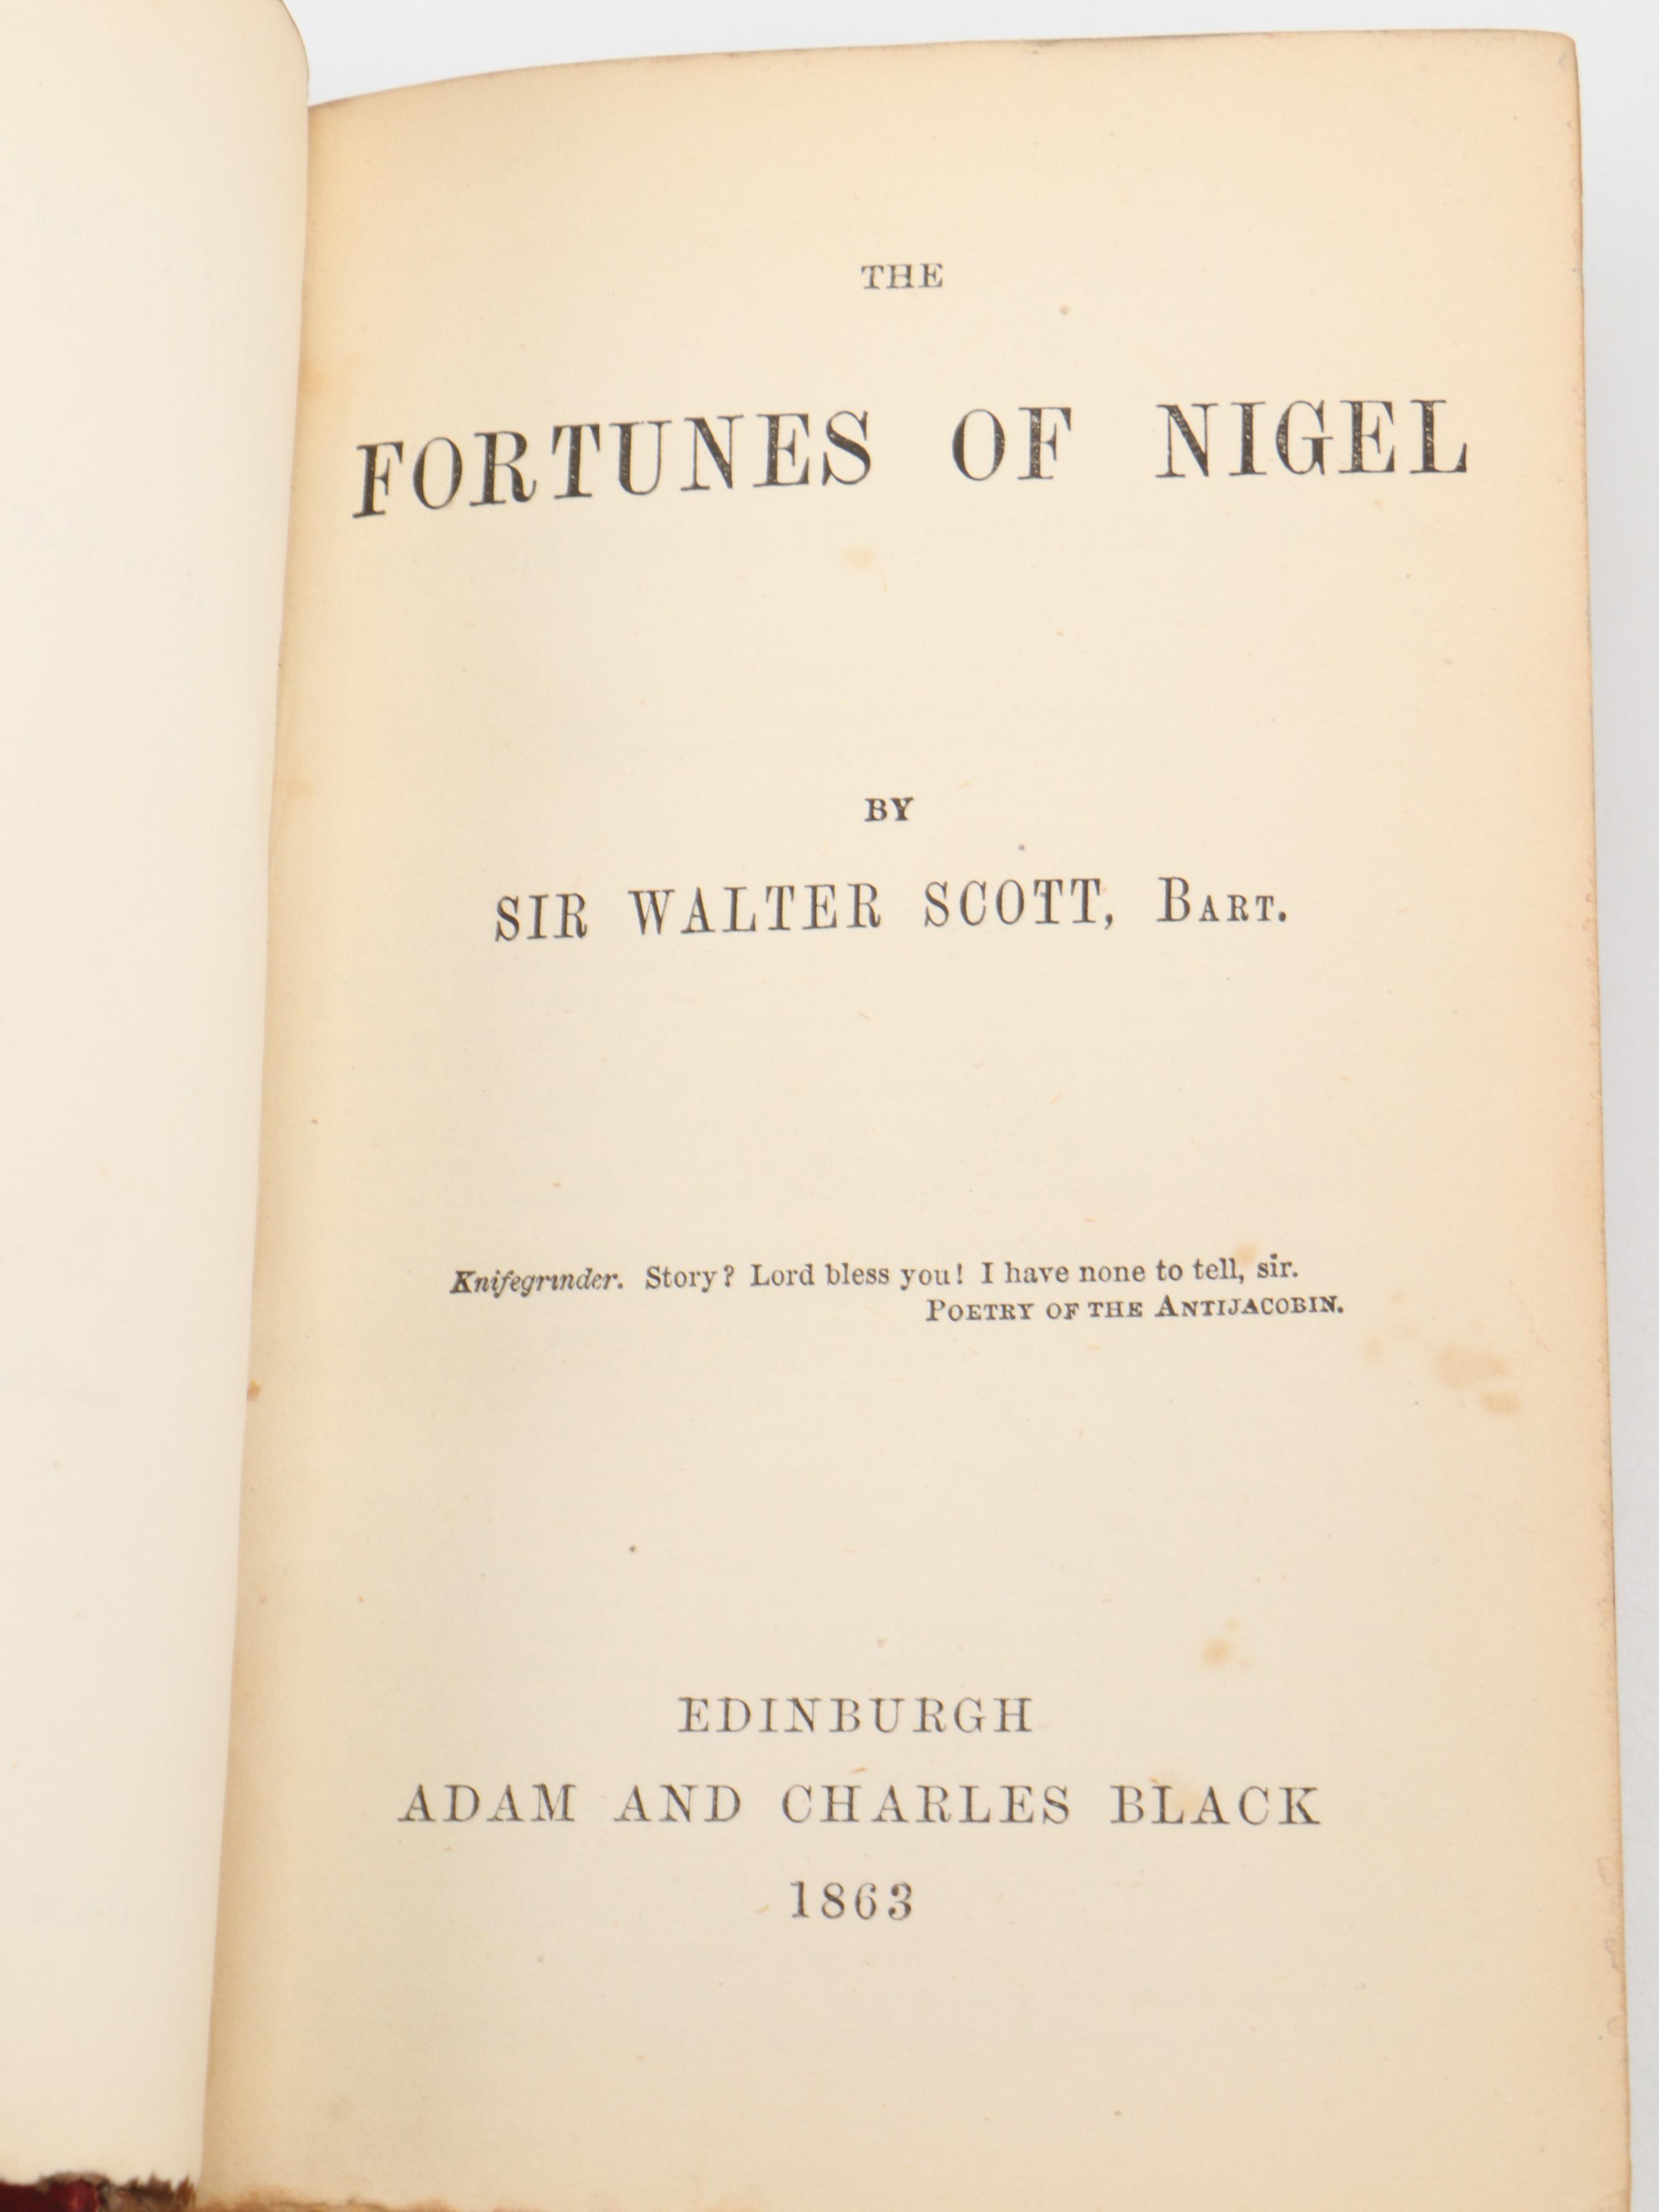 THE
FORTUNES OF NIGEL
BY
SIR WALTER SCOTT, BART.
Knifegrinder. Story? Lord bless you! I have none to tell, sir.
POETRY OF THE ANTIJACOBIN.
EDINBURGH
ADAM AND CHARLES BLACK
1863